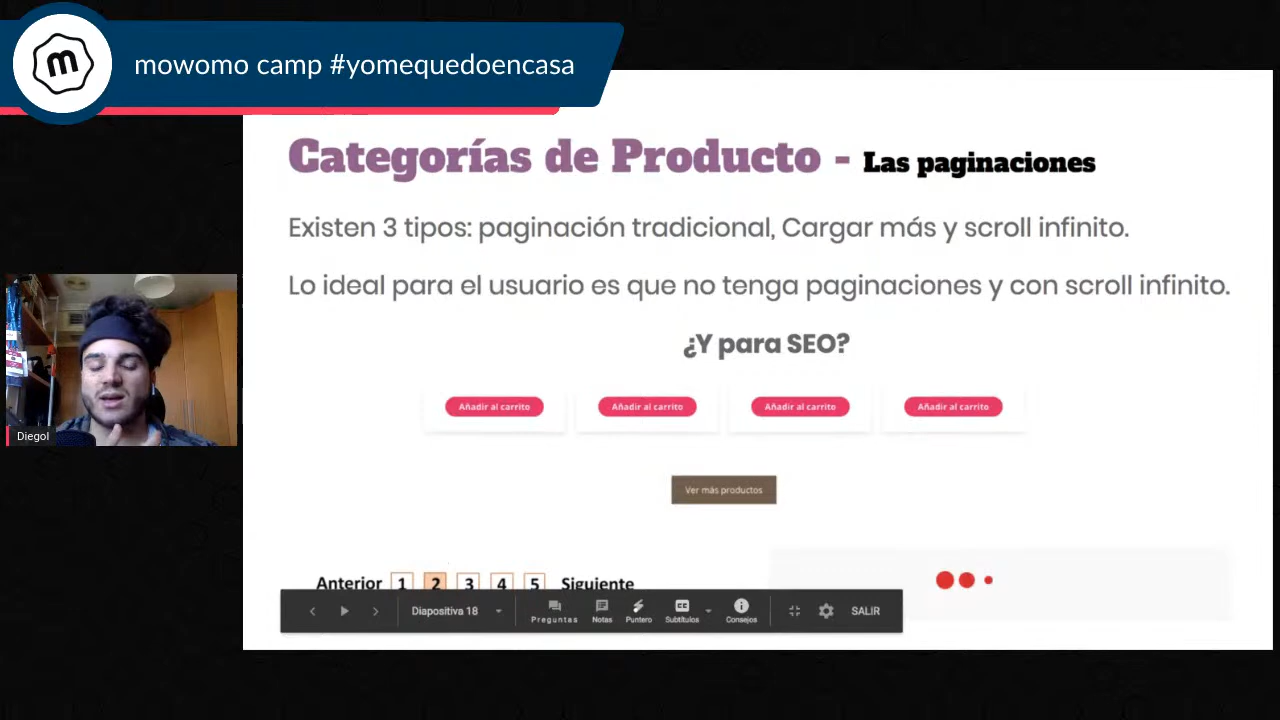 m
mowomo camp #yomequedoencasa
Categorías de Producto - Las paginaciones
Existen 3 tipos: paginación tradicional, Cargar más y scroll infinito.
Lo ideal para el usuario es que no tenga paginaciones y con scroll infinito.
¿Y para SEO?
Añadir al carrito Añadir al carrito Añadir al carrito Añadir al carrito
Diegol
Ver más productos
Anterior 1 2 3 4 5 Siguiente
Diapositiva 18
Preguntas Notas Puntero Subtítulos Consejos
CC
SALIR